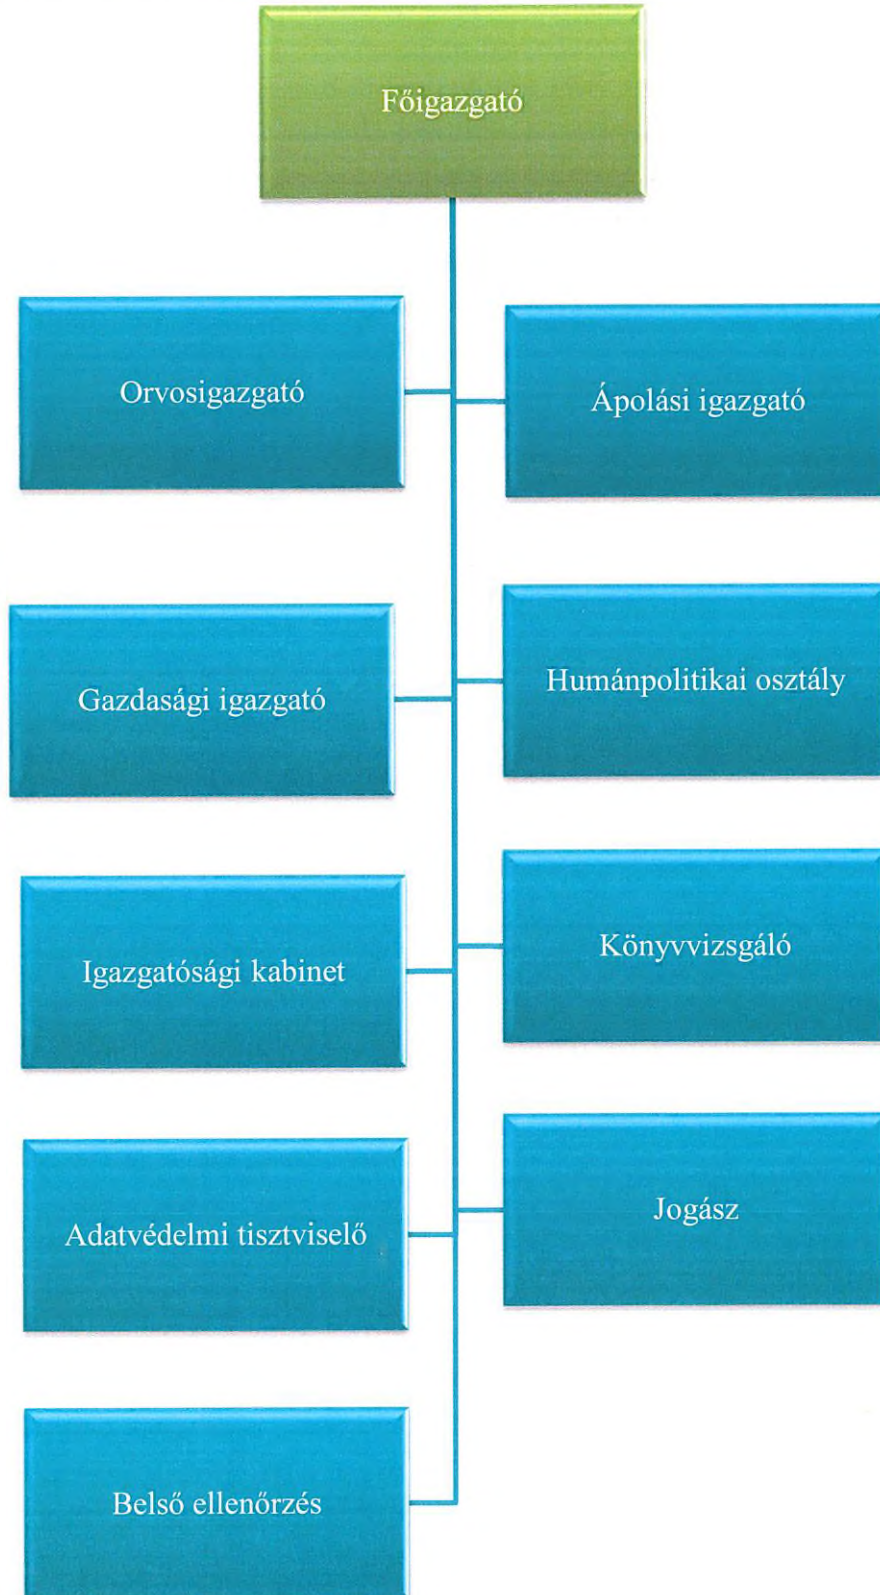 Főigazgató
Orvosigazgató
Ápolási igazgató
Gazdasági igazgató
Humánpolitikai osztály
Igazgatósági kabinet
Könyvvizsgáló
Adatvédelmi tisztviselő
Jogász
Belső ellenőrzés